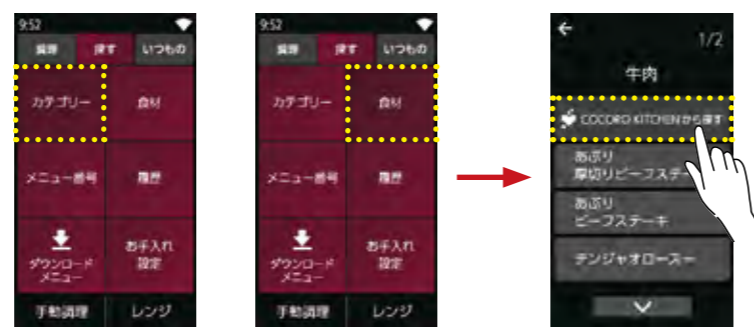 9:52
調理 探す いつもの
カテゴリー 食材
メニュー番号 履歴
ダウンロード
メニュー
お手入れ
設定
手動調理 レンジ
9:52
調理 探す いつもの
カテゴリー 食材
メニュー番号 履歴
ダウンロード
メニュー
お手入れ
設定
手動調理 レンジ
1/2
牛肉
COCORO KITCHENから探す
あぶり
厚切りビーフステー
あぶり
ビーフステーキ
チンジャオロースー